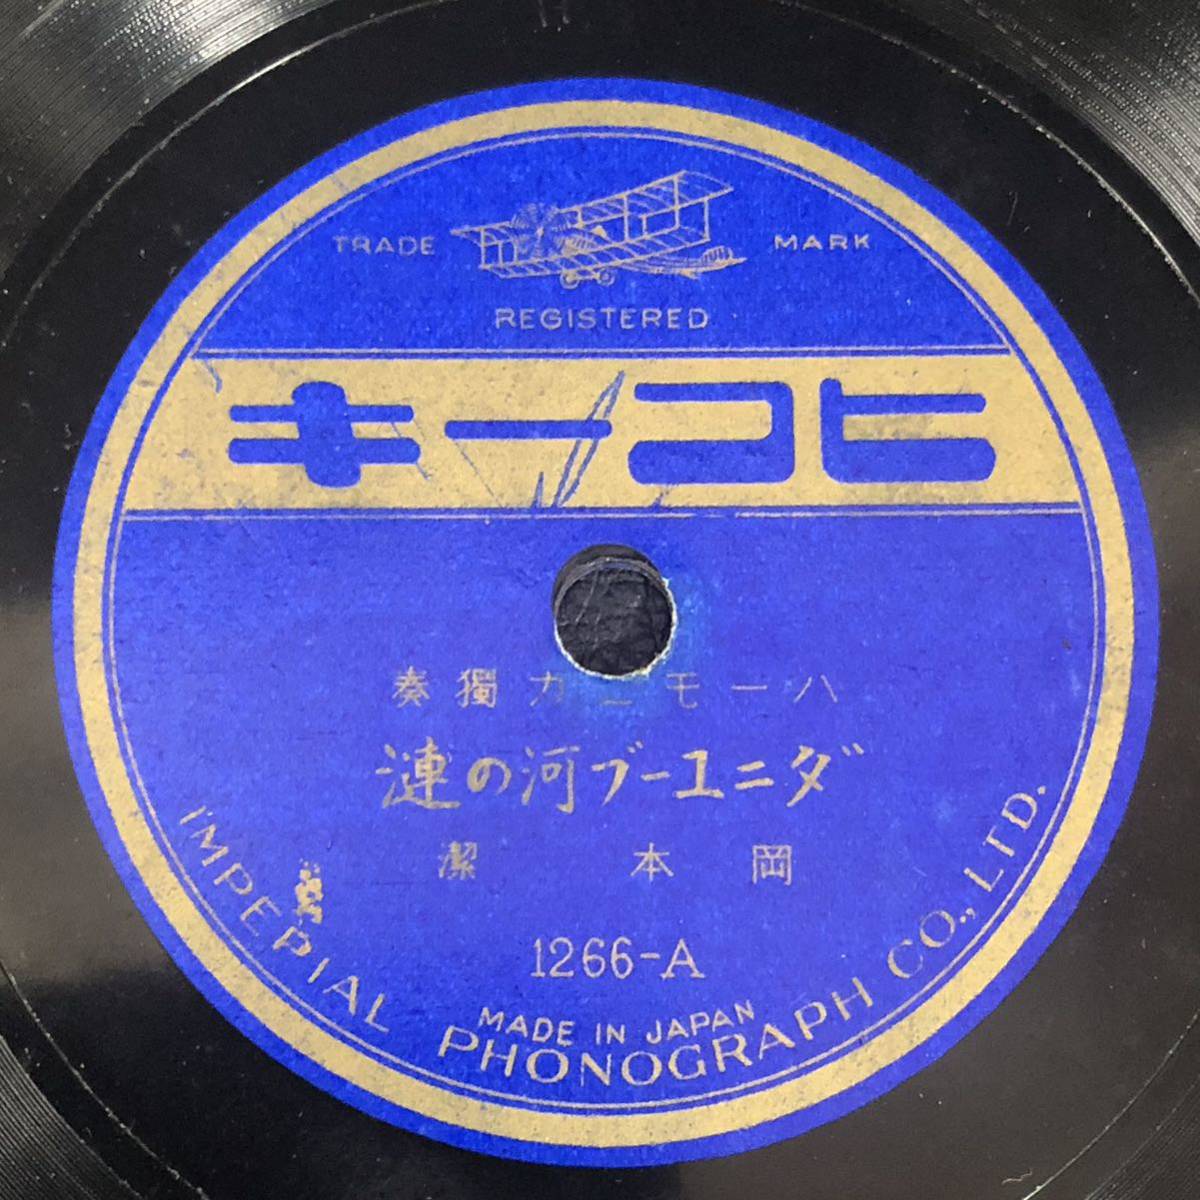 TRADE MARK
REGISTERED
ヒコーキ
ハーモニカ獨奏
ダニユーブ河の漣
岡本潔
1266-A
MADE IN JAPAN
IMPERIAL PHONOGRAPH CO., LTD.